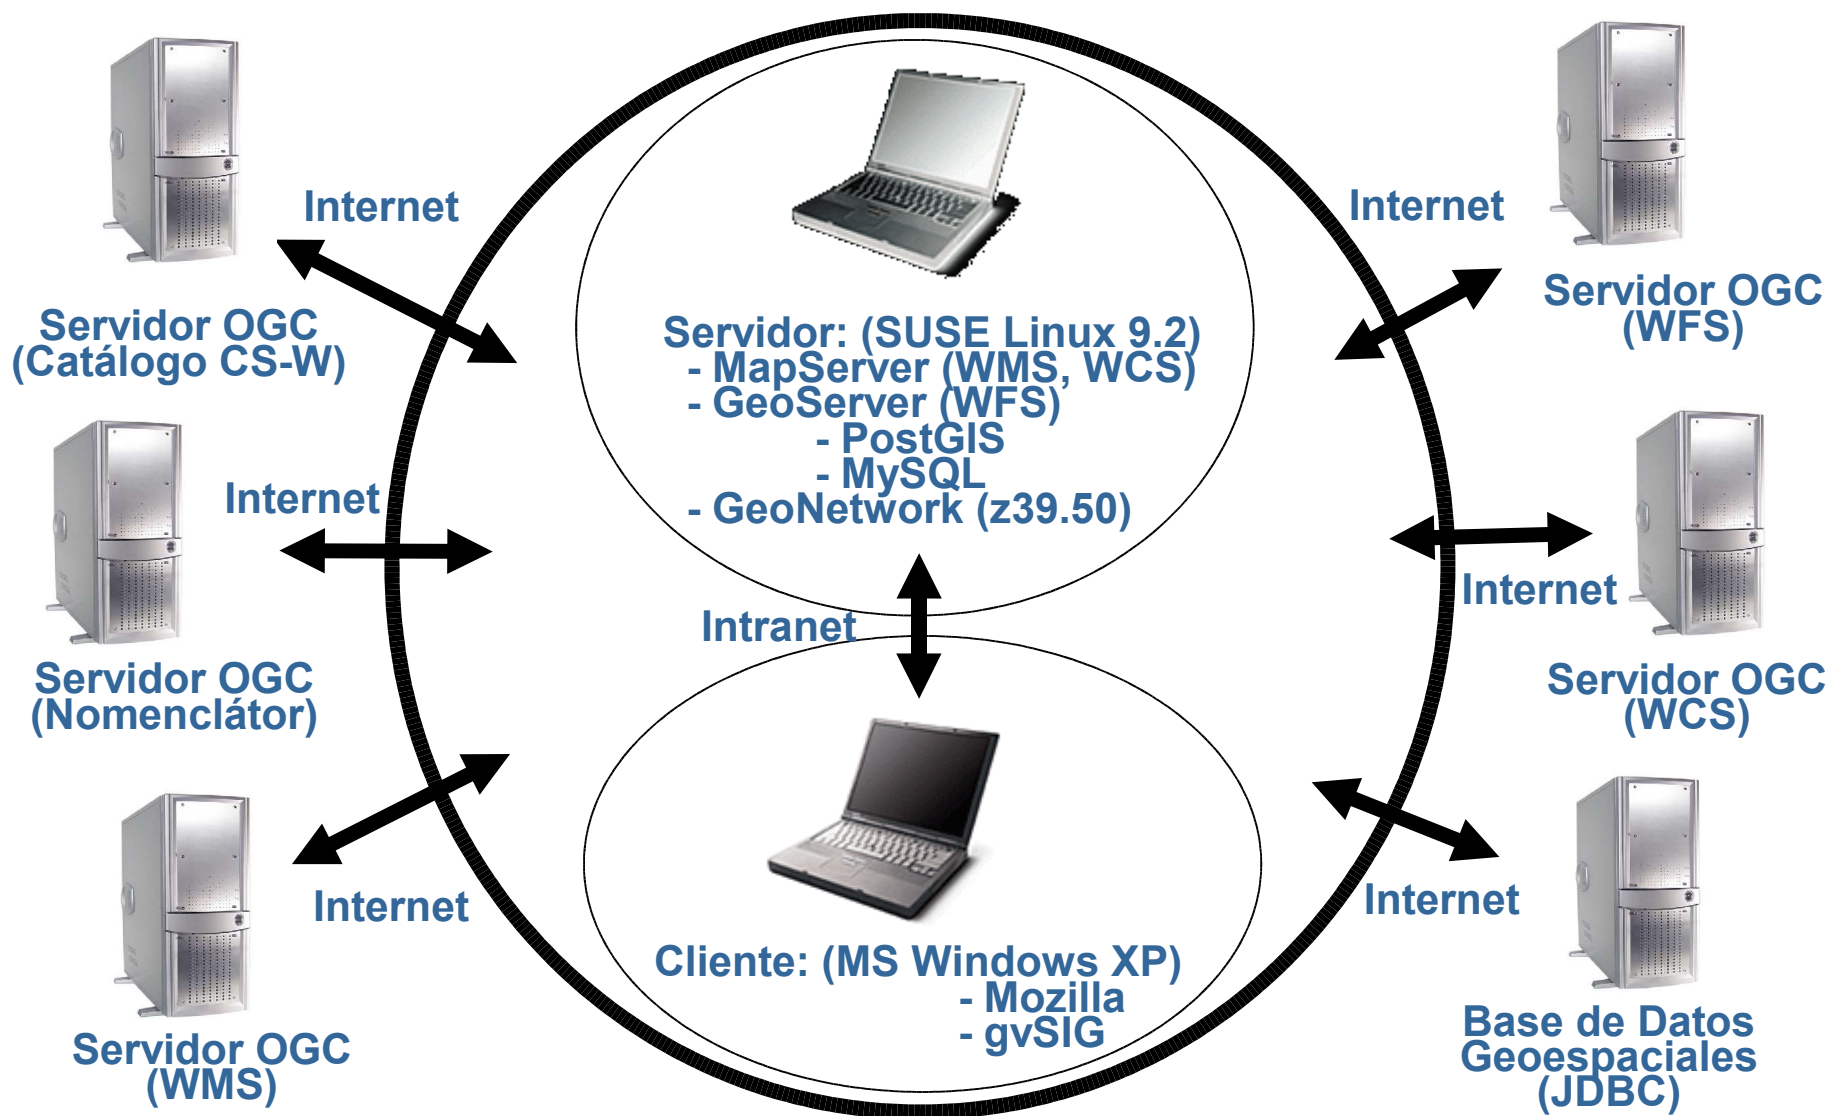 Internet
Servidor OGC
(Catálogo CS-W)
Internet
Servidor OGC
(Nomenclátor)
Internet
Servidor OGC
(WMS)
Servidor: (SUSE Linux 9.2)
- MapServer (WMS, WCS)
- GeoServer (WFS)
- PostGIS
- MySQL
- GeoNetwork (z39.50)
Intranet
Cliente: (MS Windows XP)
- Mozilla
- gvSIG
Internet
Servidor OGC
(WFS)
Internet
Servidor OGC
(WCS)
Internet
Base de Datos
Geoespaciales
(JDBC)